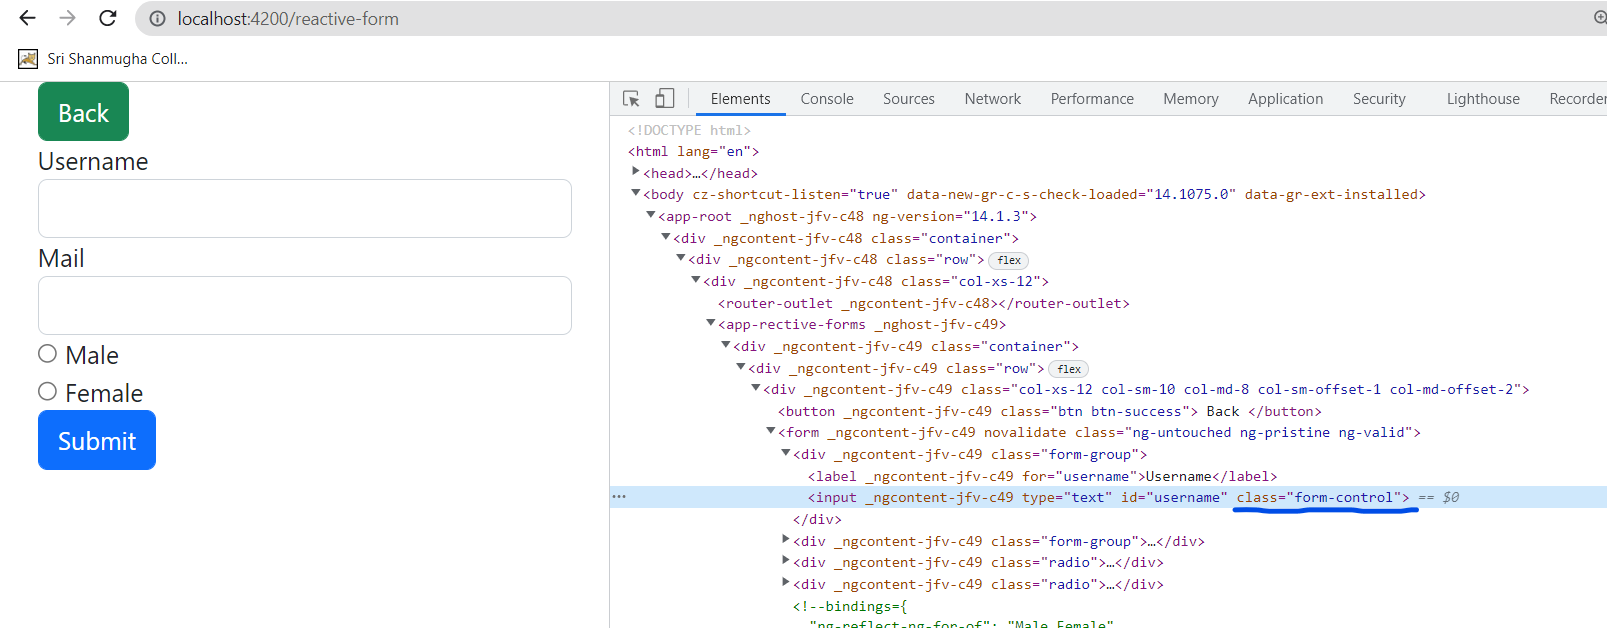 localhost:4200/reactive-form
Sri Shanmugha Coll...
Back
Username
Mail
Male
Female
Submit
Elements Console Sources Network Performance Memory Application Security Lighthouse Recorder
<!DOCTYPE html>
<html lang="en">
<head>…</head>
<body cz-shortcut-listen="true" data-new-gr-c-s-check-loaded="14.1075.0" data-gr-ext-installed>
<app-root _nghost-jfv-c48 ng-version="14.1.3">
<div _ngcontent-jfv-c48 class="container">
<div _ngcontent-jfv-c48 class="row"> flex
<div _ngcontent-jfv-c48 class="col-xs-12">
<router-outlet _ngcontent-jfv-c48></router-outlet>
<app-rective-forms _nghost-jfv-c49>
<div _ngcontent-jfv-c49 class="container">
<div _ngcontent-jfv-c49 class="row"> flex
<div _ngcontent-jfv-c49 class="col-xs-12 col-sm-10 col-md-8 col-sm-offset-1 col-md-offset-2">
<button _ngcontent-jfv-c49 class="btn btn-success"> Back </button>
<form _ngcontent-jfv-c49 novalidate class="ng-untouched ng-pristine ng-valid">
<div _ngcontent-jfv-c49 class="form-group">
<label _ngcontent-jfv-c49 for="username">Username</label>
... <input _ngcontent-jfv-c49 type="text" id="username" class="form-control"> == $0
</div>
<div _ngcontent-jfv-c49 class="form-group">…</div>
<div _ngcontent-jfv-c49 class="radio">…</div>
<div _ngcontent-jfv-c49 class="radio">…</div>
<!--bindings={
"ng-reflect-ng-for-of": "Male,Female"